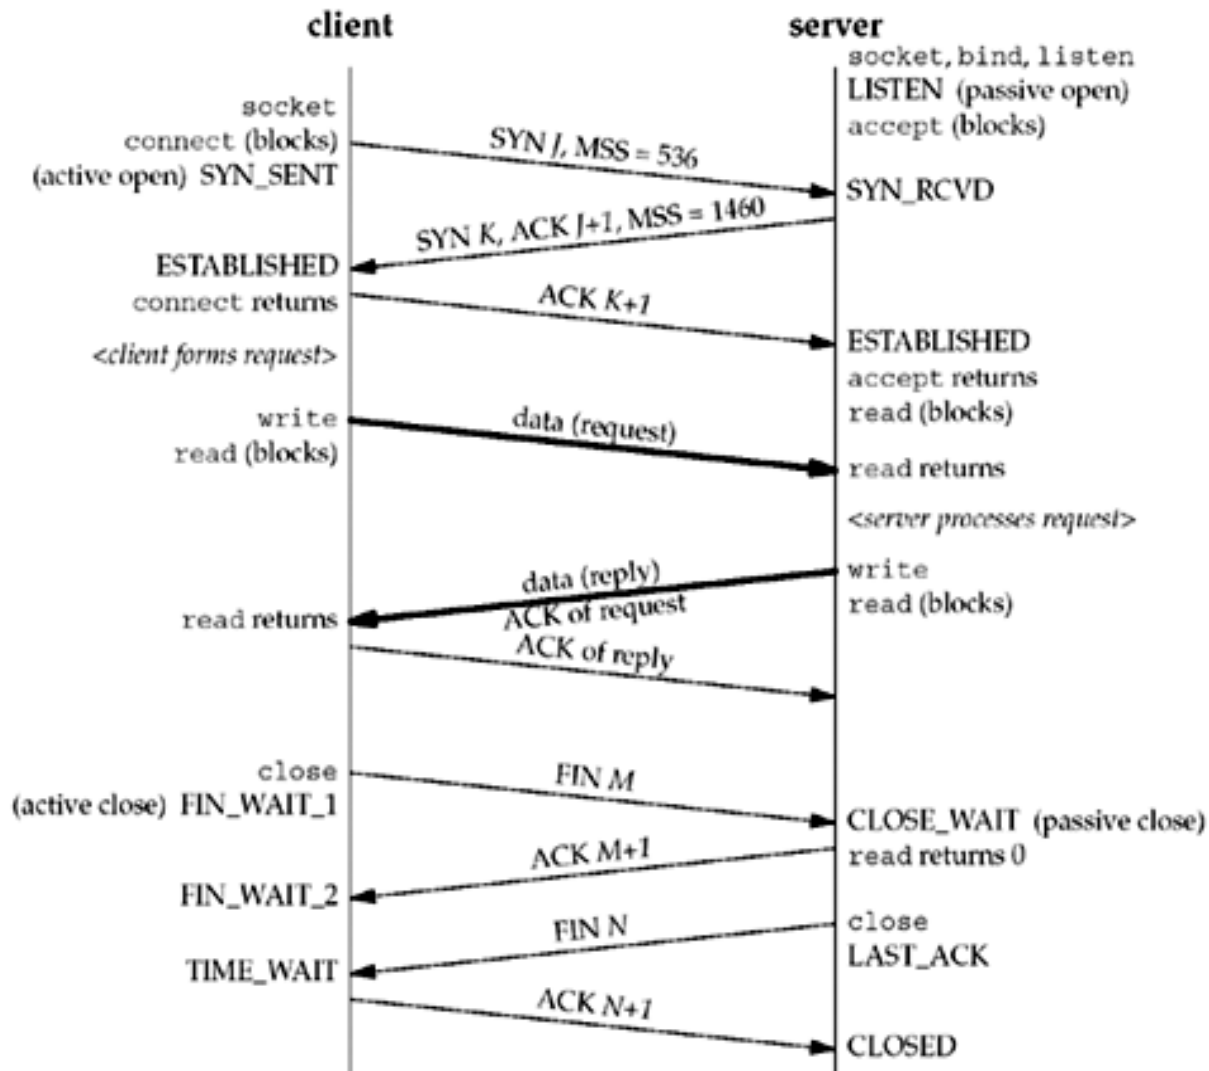 client
server
socket, bind, listen
LISTEN (passive open)
accept (blocks)
socket
connect (blocks)
(active open) SYN_SENT
SYN J, MSS = 536
SYN_RCVD
SYN K, ACK J+1, MSS = 1460
ESTABLISHED
connect returns
ACK K+1
ESTABLISHED
accept returns
read (blocks)
<client forms request>
write
read (blocks)
data (request)
read returns
<server processes request>
write
read (blocks)
data (reply)
ACK of request
read returns
ACK of reply
close
(active close) FIN_WAIT_1
FIN M
CLOSE_WAIT (passive close)
read returns 0
ACK M+1
FIN_WAIT_2
close
LAST_ACK
FIN N
TIME_WAIT
ACK N+1
CLOSED